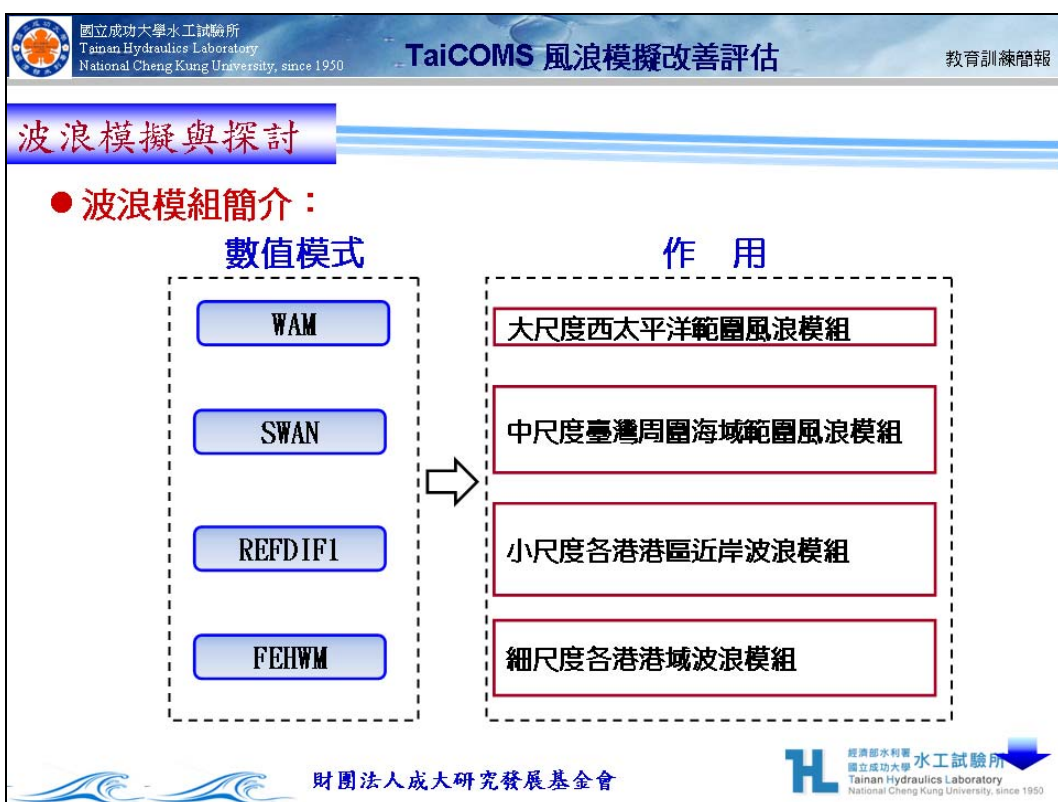 國立成功大學水工試驗所
Tainan Hydraulics Laboratory
National Cheng Kung University, since 1950
TaiCOMS 風浪模擬改善評估
教育訓練簡報
波浪模擬與探討
波浪模組簡介：
數值模式
作 用
WAM
大尺度西太平洋範圍風浪模組
SWAN
中尺度臺灣周圍海域範圍風浪模組
REFDIF1
小尺度各港港區近岸波浪模組
FEHWM
細尺度各港港域波浪模組
財團法人成大研究發展基金會
經濟部水利署
國立成功大學
水工試驗所
Tainan Hydraulics Laboratory
National Cheng Kung University, since 1950